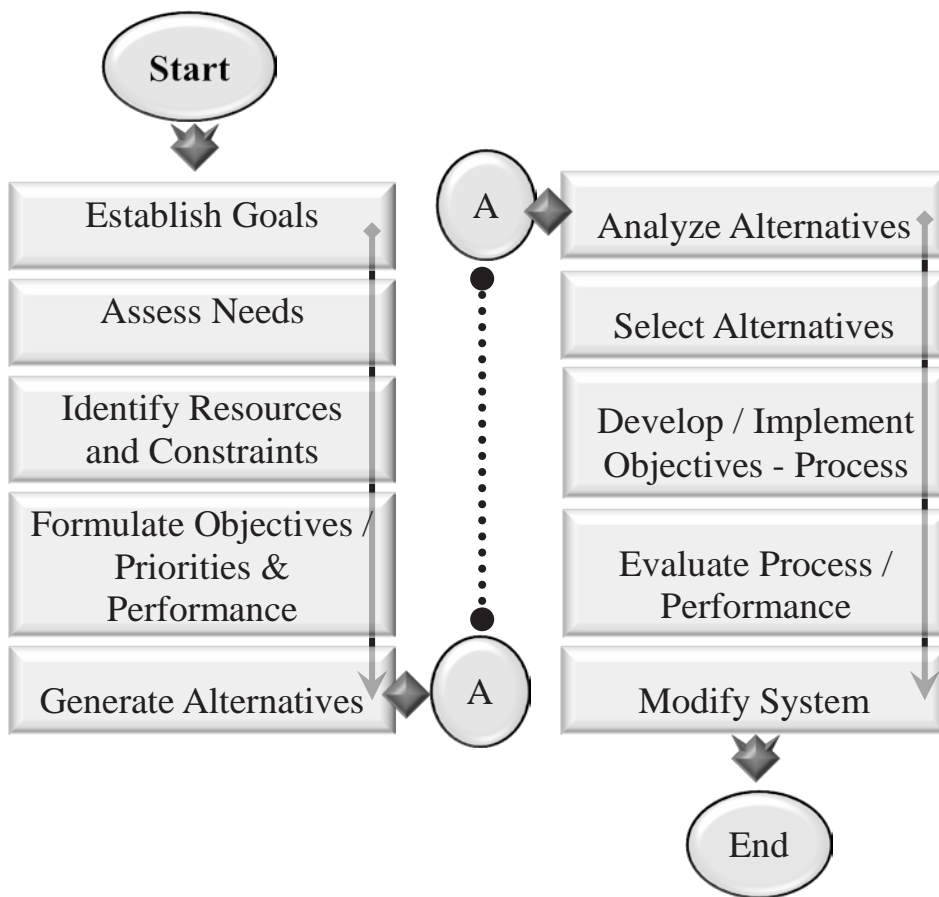 Start
Establish Goals
Assess Needs
Identify Resources
and Constraints
Formulate Objectives /
Priorities &
Performance
Generate Alternatives
A
A
Analyze Alternatives
Select Alternatives
Develop / Implement
Objectives - Process
Evaluate Process /
Performance
Modify System
End